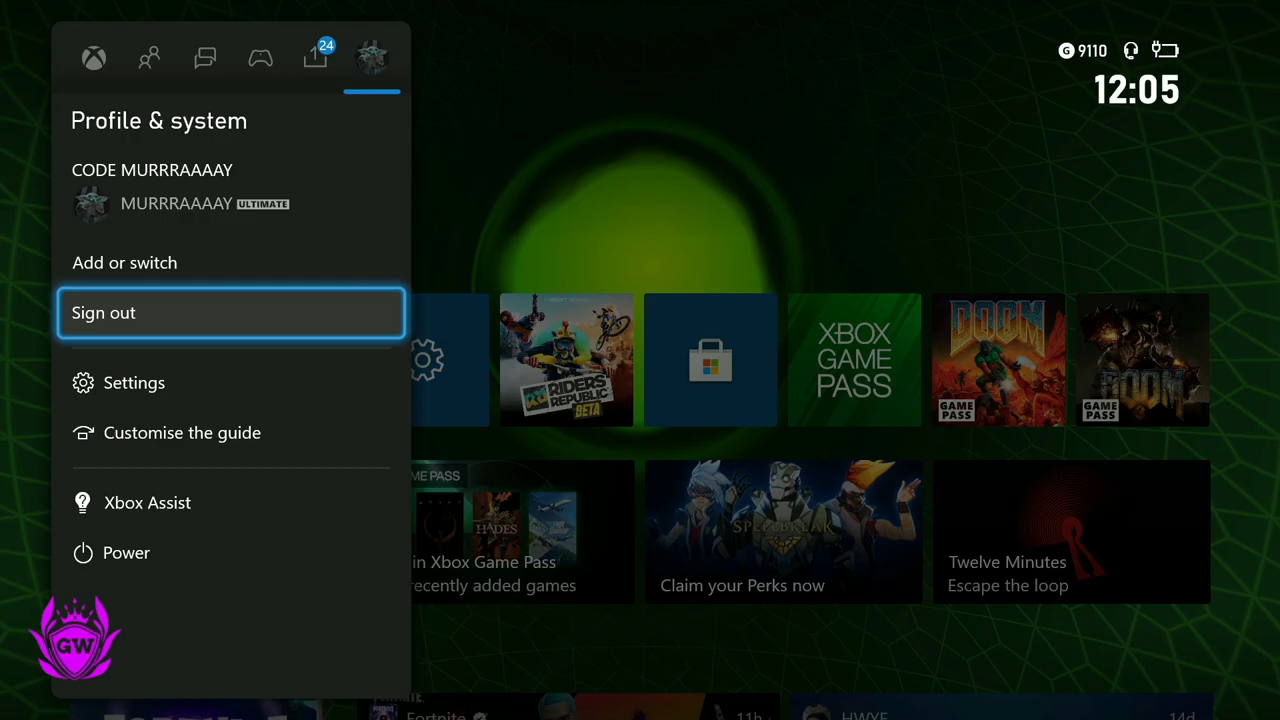 24
G 9110
12:05
Profile & system
CODE MURRRAAAAY
MURRRAAAAY ULTIMATE
Add or switch
Sign out
Settings
Customise the guide
Xbox Assist
Power
GW
RIDERS
REPUBLIC
BETA
XBOX
GAME
PASS
DOOM
GAME
PASS
DOOM
GAME
PASS
ME PASS
HADES
in Xbox Game Pass
recently added games
SPELLBREAK
Claim your Perks now
Twelve Minutes
Escape the loop
Fortnite
11h
HWYE
14d